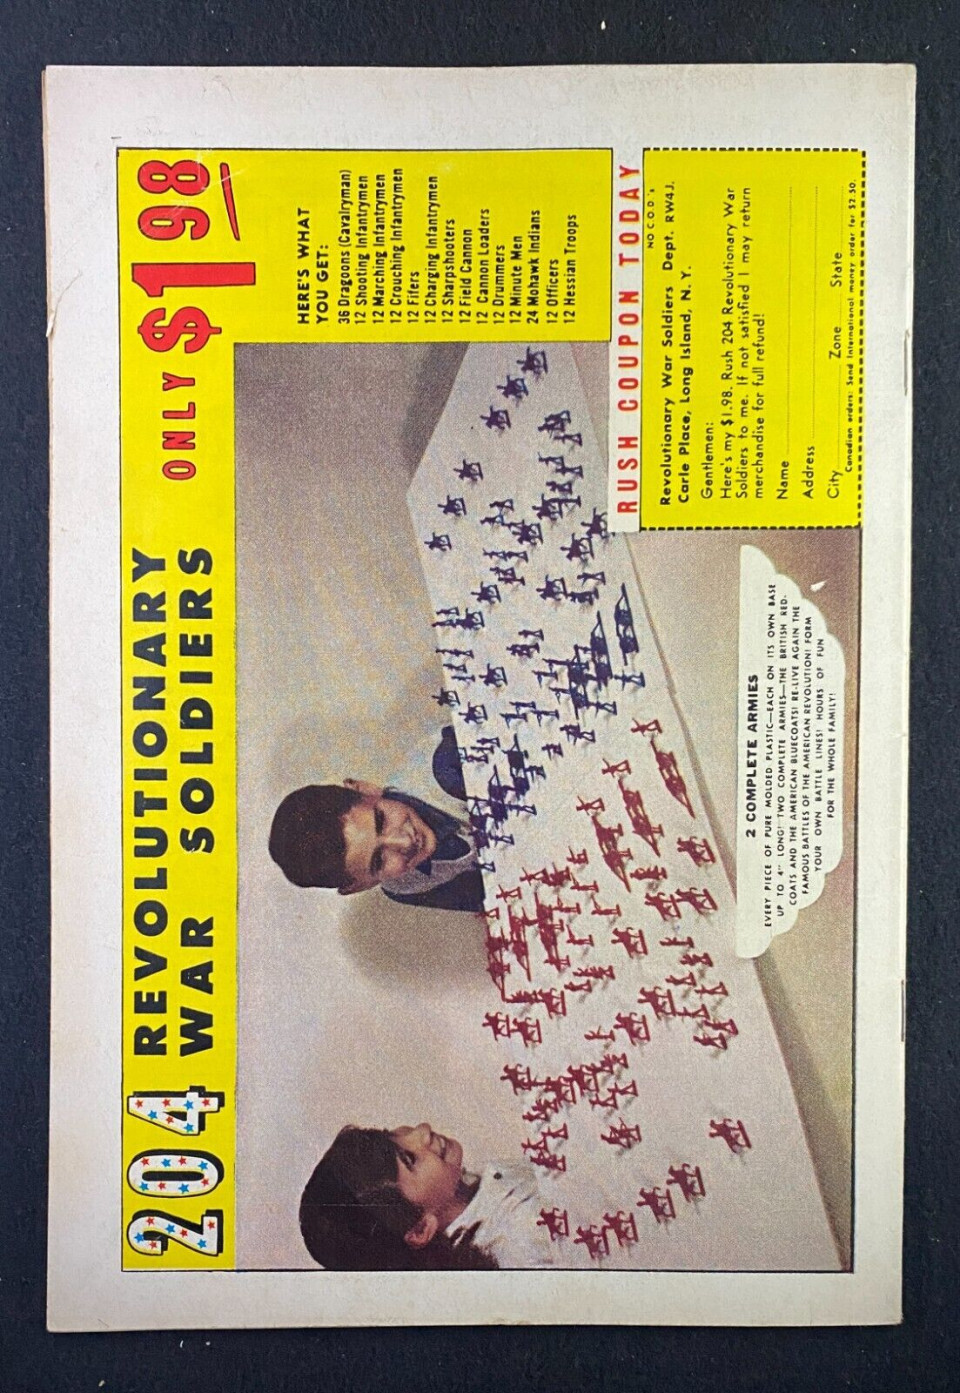 204 REVOLUTIONARY
WAR SOLDIERS
ONLY $1 98
HERE'S WHAT
YOU GET:
36 Dragoons (Cavalryman)
12 Shooting Infantrymen
12 Marching Infantrymen
12 Crouching Infantrymen
12 Fifers
12 Charging Infantrymen
12 Sharpshooters
12 Field Cannon
12 Cannon Loaders
12 Drummers
12 Minute Men
24 Mohawk Indians
12 Officers
12 Hessian Troops
2 COMPLETE ARMIES
EVERY PIECE OF PURE MOLDED PLASTIC—EACH ON ITS OWN BASE
UP TO 4" LONG! TWO COMPLETE ARMIES—THE BRITISH RED-
COATS AND THE AMERICAN BLUECOATS! RE-LIVE AGAIN THE
FAMOUS BATTLES OF THE AMERICAN REVOLUTION! FORM
YOUR OWN BATTLE LINES! HOURS OF FUN
FOR THE WHOLE FAMILY!
RUSH COUPON TODAY
NO C.O.D.'s
Revolutionary War Soldiers Dept. RW4J,
Carle Place, Long Island, N. Y.
Gentlemen:
Here's my $1.98. Rush 204 Revolutionary War
Soldiers to me. If not satisfied I may return
merchandise for full refund!
Name
Address
City Zone State
Canadian orders: Send International money order for $2.50.